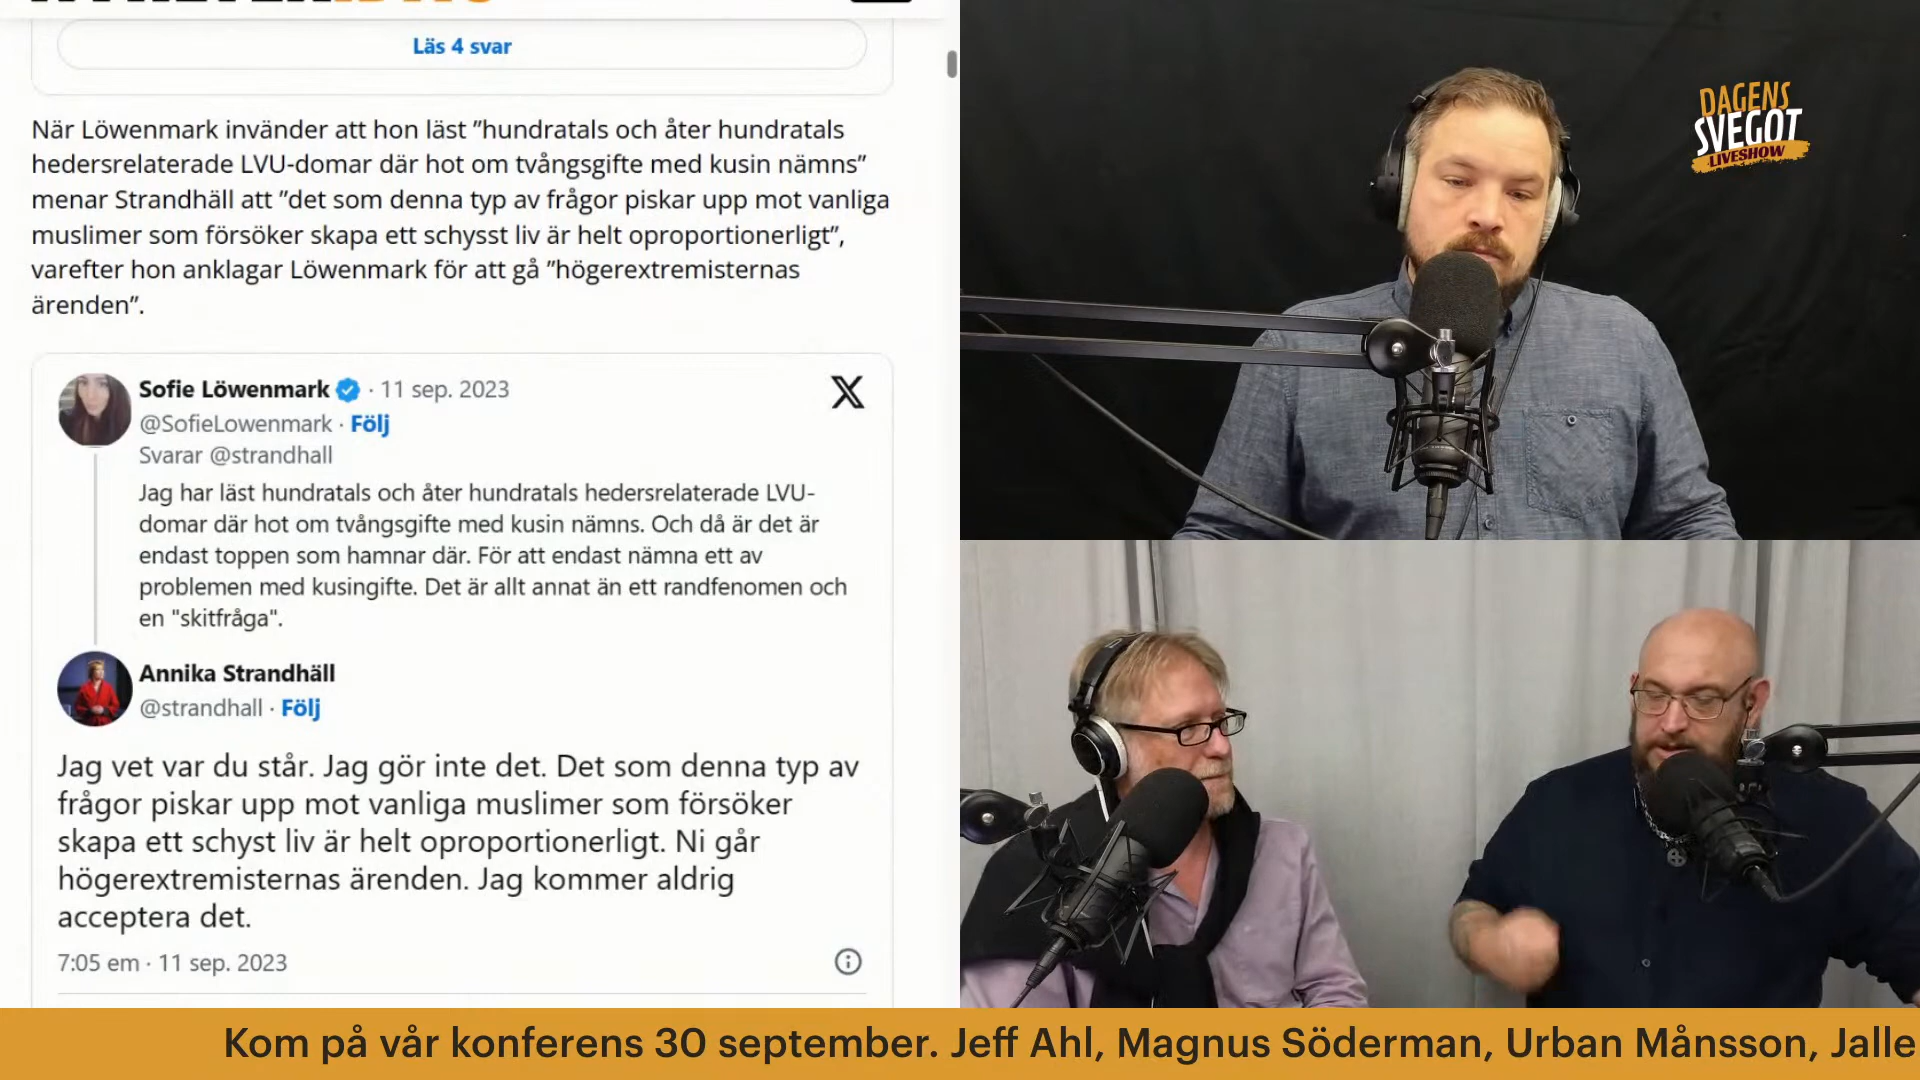 Läs 4 svar
När Löwenmark invänder att hon läst ”hundratals och åter hundratals
hedersrelaterade LVU-domar där hot om tvångsgifte med kusin nämns”
menar Strandhäll att ”det som denna typ av frågor piskar upp mot vanliga
muslimer som försöker skapa ett schysst liv är helt oproportionerligt”,
varefter hon anklagar Löwenmark för att gå ”högerextremisternas
ärenden”.
Sofie Löwenmark · 11 sep. 2023
@SofieLowenmark · Följ
Svarar @strandhall
Jag har läst hundratals och åter hundratals hedersrelaterade LVU-
domar där hot om tvångsgifte med kusin nämns. Och då är det är
endast toppen som hamnar där. För att endast nämna ett av
problemen med kusingifte. Det är allt annat än ett randfenomen och
en "skitfråga".
Annika Strandhäll
@strandhall · Följ
Jag vet var du står. Jag gör inte det. Det som denna typ av
frågor piskar upp mot vanliga muslimer som försöker
skapa ett schyst liv är helt oproportionerligt. Ni går
högerextremisternas ärenden. Jag kommer aldrig
acceptera det.
7:05 em · 11 sep. 2023
DAGENS
SVEGOT
LIVESHOW
Kom på vår konferens 30 september. Jeff Ahl, Magnus Söderman, Urban Månsson, Jalle